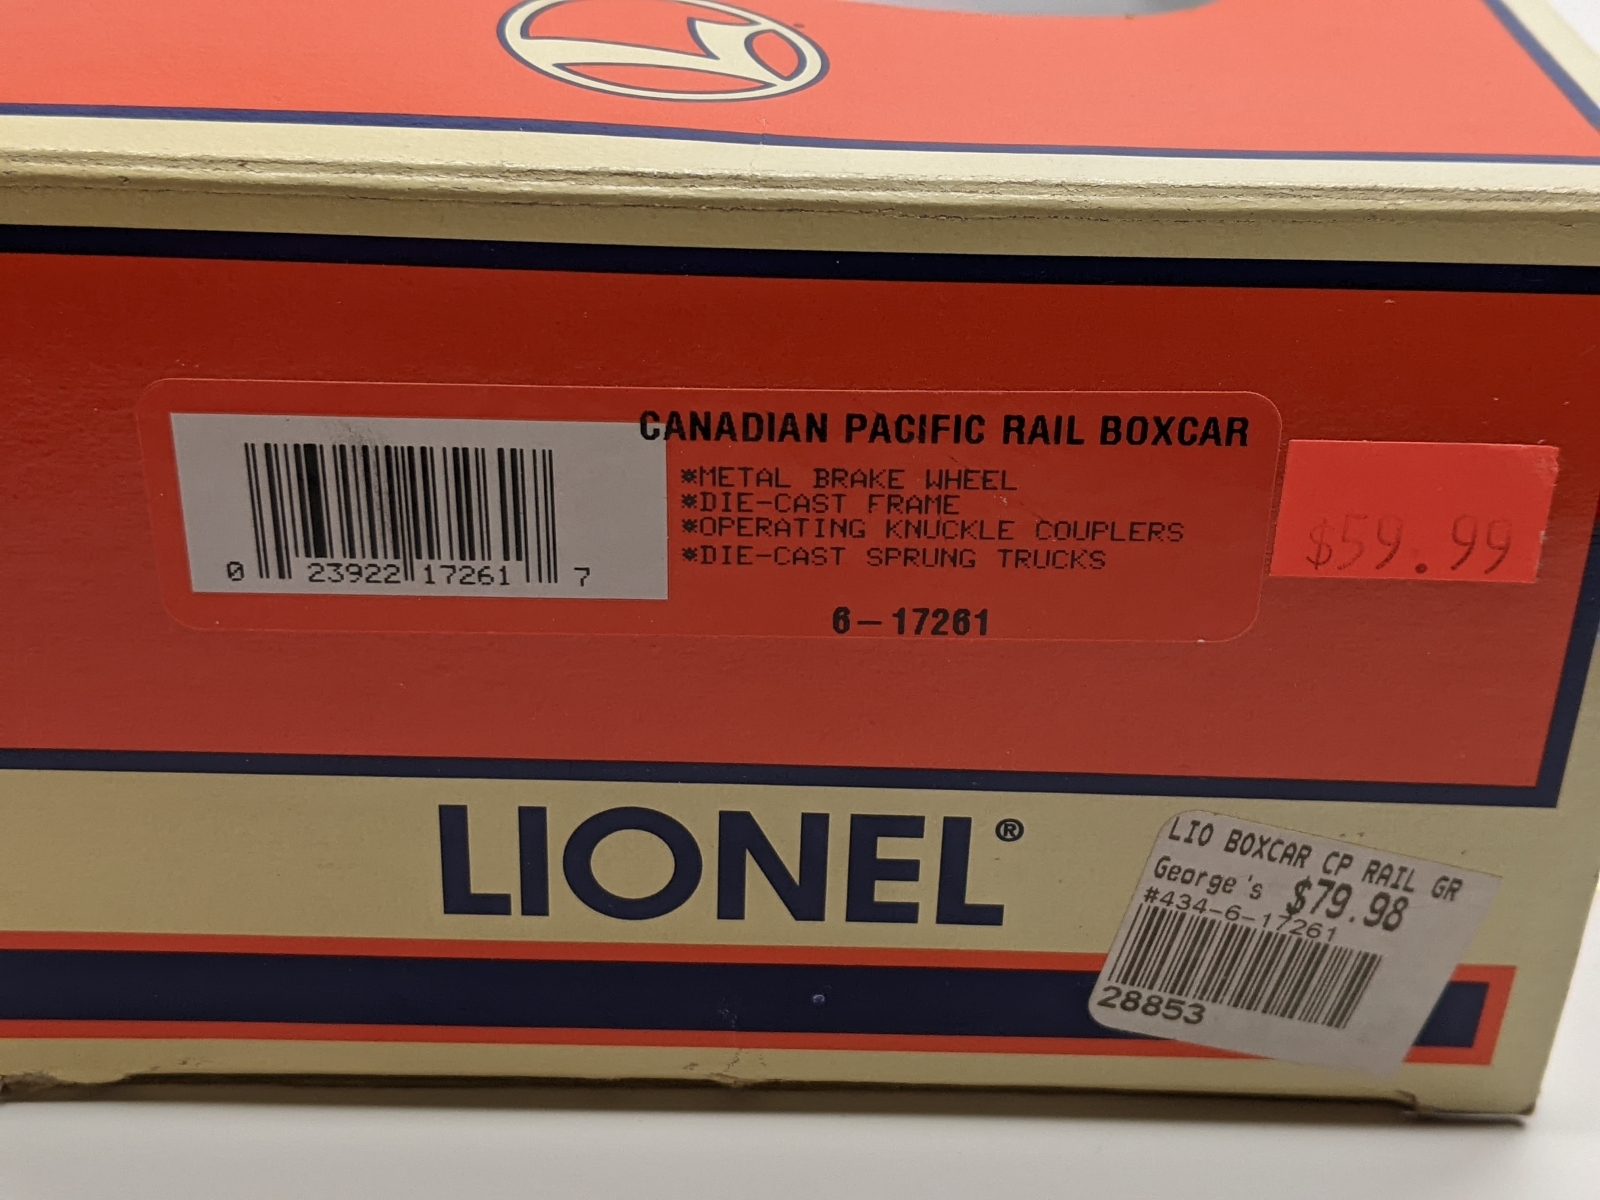 CANADIAN PACIFIC RAIL BOXCAR
*METAL BRAKE WHEEL
*DIE-CAST FRAME
*OPERATING KNUCKLE COUPLERS
*DIE-CAST SPRUNG TRUCKS
0 23922 17261 7
6-17261
$59.99
LIONEL®
LIO BOXCAR CP RAIL GR
George's $79.98
#434-6-17261
28853